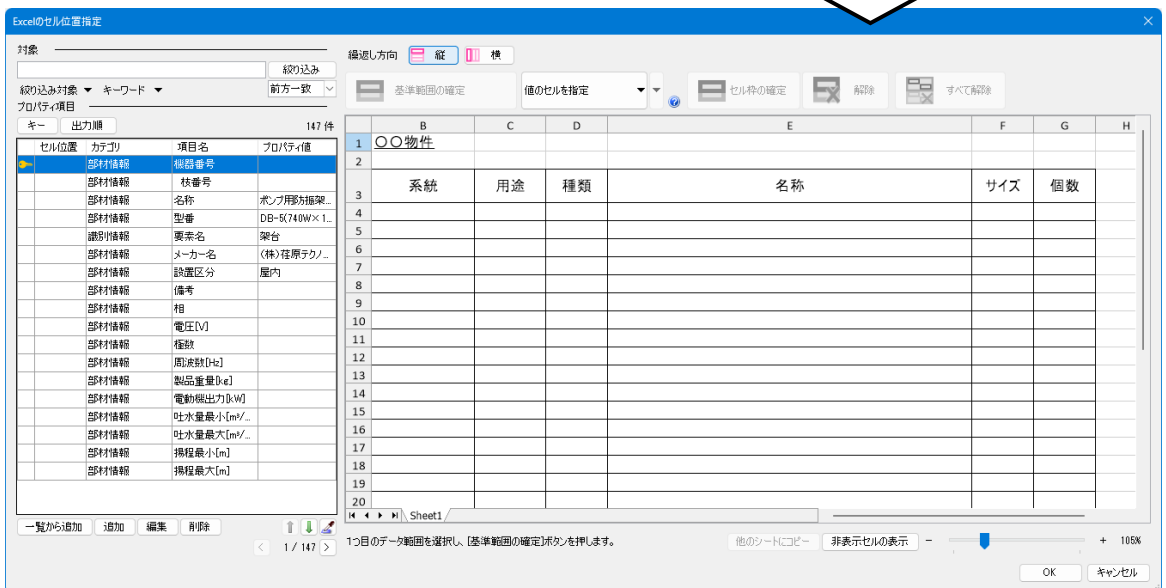 Excelのセル位置指定
対象
絞り込み
絞り込み対象 ▼ キーワード ▼ 前方一致
プロパティ項目
キー 出力順 147 件
セル位置 カテゴリ 項目名 プロパティ値
部材情報 機器番号
部材情報 枝番号
部材情報 名称 ポンプ用防振架...
部材情報 型番 DB-5(740W×1...
識別情報 要素名 架台
部材情報 メーカー名 (株)荏原テクノ...
部材情報 設置区分 屋内
部材情報 備考
部材情報 相
部材情報 電圧[V]
部材情報 極数
部材情報 周波数[Hz]
部材情報 製品重量[kg]
部材情報 電動機出力[kW]
部材情報 吐水量最小[m³/...
部材情報 吐水量最大[m³/...
部材情報 揚程最小[m]
部材情報 揚程最大[m]
一覧から追加 追加 編集 削除
< 1 / 147 >
繰返し方向 縦 横
基準範囲の確定 値のセルを指定 セル枠の確定 解除 すべて解除
B C D E F G H
1 〇〇物件
2
3 系統 用途 種類 名称 サイズ 個数
4
5
6
7
8
9
10
11
12
13
14
15
16
17
18
19
20
Sheet1
1つ目のデータ範囲を選択し、[基準範囲の確定]ボタンを押します。 他のシートにコピー 非表示セルの表示 - + 105%
OK キャンセル